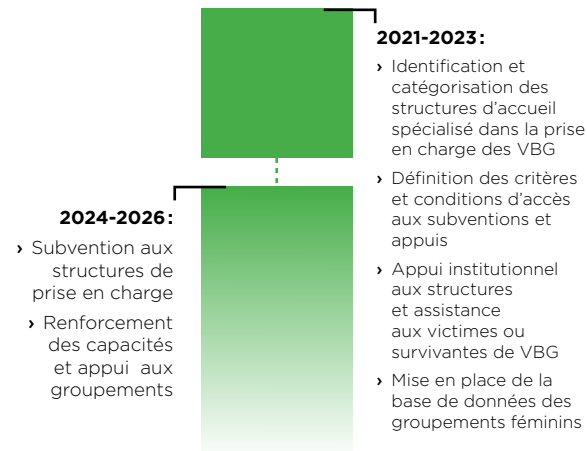 2021-2023:
› Identification et
catégorisation des
structures d'accueil
spécialisé dans la prise
en charge des VBG
› Définition des critères
et conditions d'accès
aux subventions et
appuis
› Appui institutionnel
aux structures
et assistance
aux victimes ou
survivantes de VBG
› Mise en place de la
base de données des
groupements féminins
2024-2026:
› Subvention aux
structures de
prise en charge
› Renforcement
des capacités
et appui aux
groupements